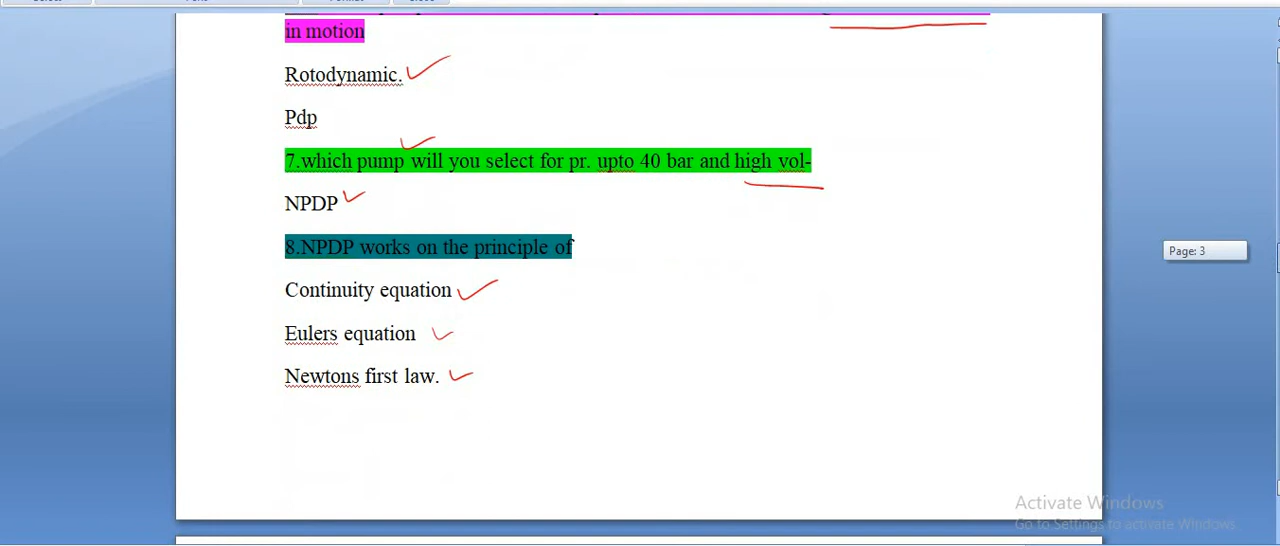 in motion
Rotodynamic.
Pdp
7.which pump will you select for pr. upto 40 bar and high vol-
NPDP
8.NPDP works on the principle of
Continuity equation
Eulers equation
Newtons first law.
Page: 3
Activate Windows
Go to Settings to activate Windows.